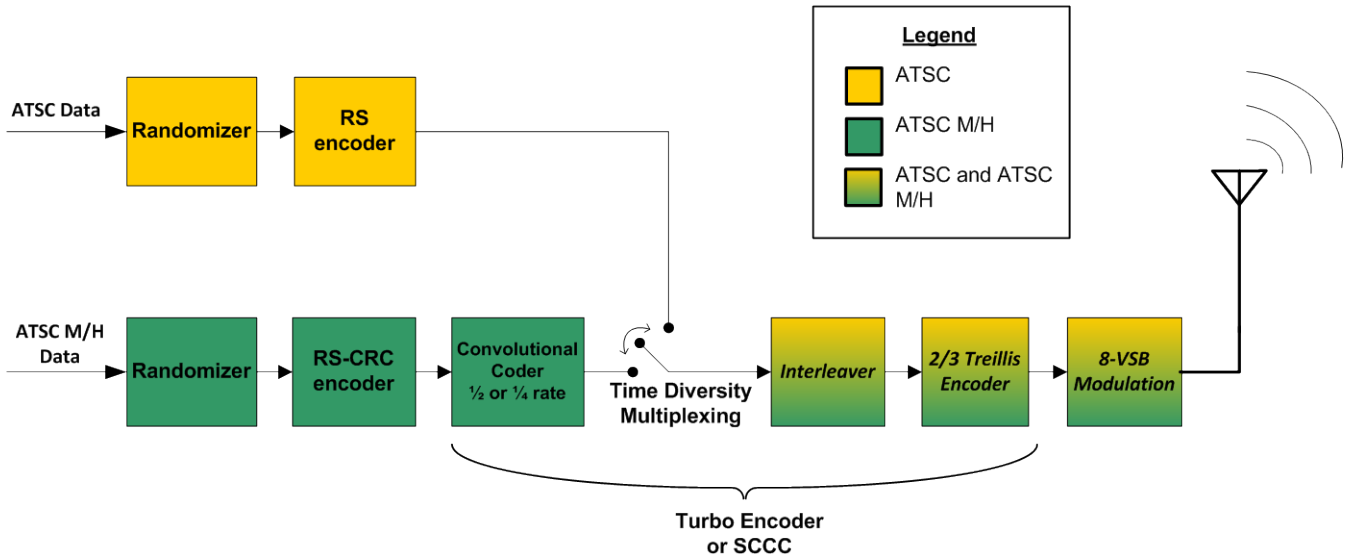 Legend
ATSC
ATSC M/H
ATSC and ATSC
M/H
ATSC Data
Randomizer
RS
encoder
ATSC M/H
Data
Randomizer
RS-CRC
encoder
Convolutional
Coder
½ or ¼ rate
Time Diversity
Multiplexing
Interleaver
2/3 Treillis
Encoder
8-VSB
Modulation
Turbo Encoder
or SCCC